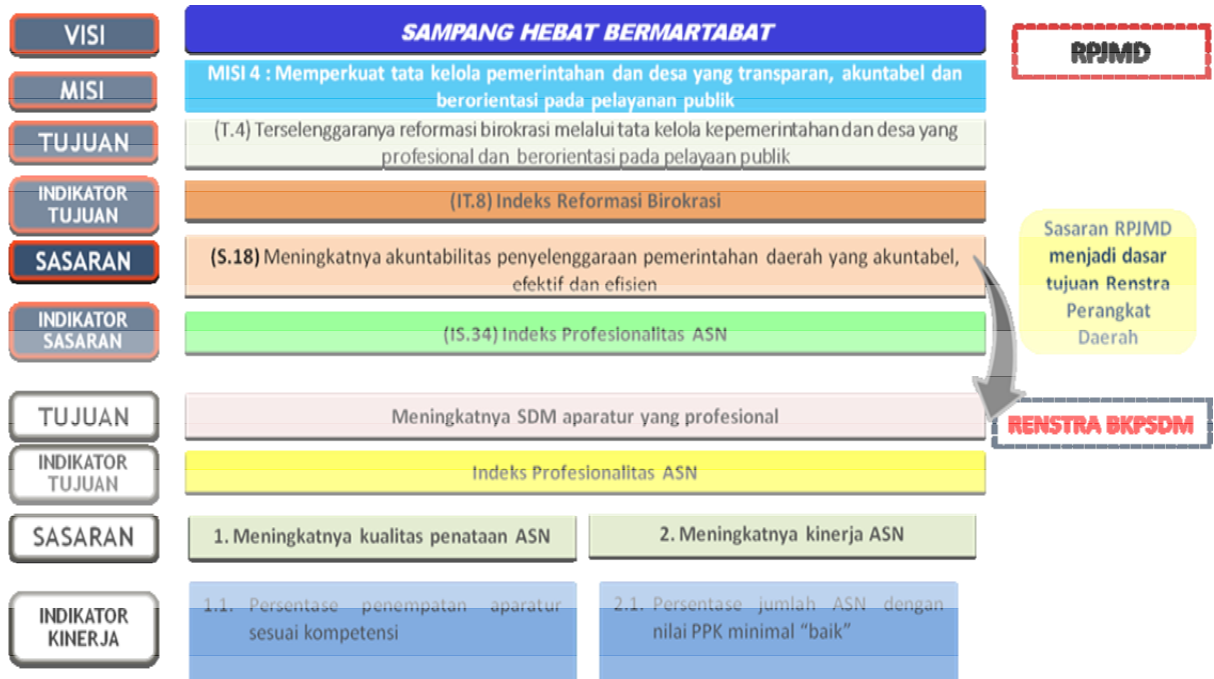 VISI
SAMPANG HEBAT BERMARTABAT
RPJMD
MISI
MISI 4 : Memperkuat tata kelola pemerintahan dan desa yang transparan, akuntabel dan
berorientasi pada pelayanan publik
TUJUAN
(T.4) Terselenggaranya reformasi birokrasi melalui tata kelola kepemerintahan dan desa yang
profesional dan berorientasi pada pelayaan publik
INDIKATOR
TUJUAN
(IT.8) Indeks Reformasi Birokrasi
SASARAN
(S.18) Meningkatnya akuntabilitas penyelenggaraan pemerintahan daerah yang akuntabel,
efektif dan efisien
Sasaran RPJMD
menjadi dasar
tujuan Renstra
Perangkat
Daerah
INDIKATOR
SASARAN
(IS.34) Indeks Profesionalitas ASN
TUJUAN
Meningkatnya SDM aparatur yang profesional
RENSTRA BKPSDM
INDIKATOR
TUJUAN
Indeks Profesionalitas ASN
SASARAN
1. Meningkatnya kualitas penataan ASN
2. Meningkatnya kinerja ASN
INDIKATOR
KINERJA
1.1. Persentase penempatan aparatur
sesuai kompetensi
2.1. Persentase jumlah ASN dengan
nilai PPK minimal “baik”